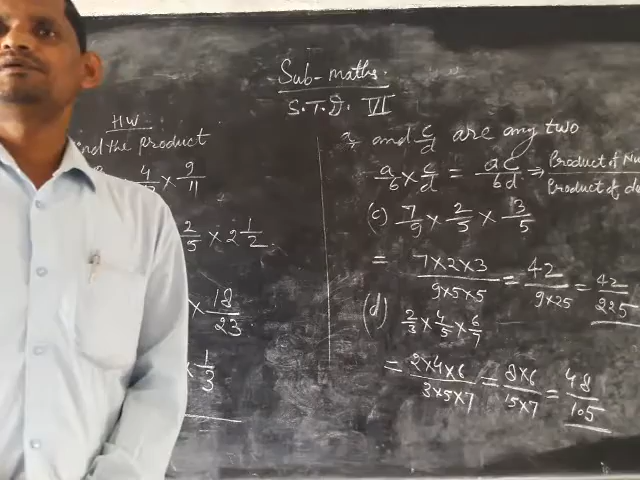 Sub- maths.
S.T.D. VI
HW
the product
× 9/11
2/5 × 2 1/2
× 18/23
1/3
and c/d are any two
a/b × c/d = ac/bd ⇒ Product of Nu / Product of de
(c) 7/9 × 2/5 × 3/5
= 7×2×3 / 9×5×5 = 42 / 9×25 = 42/225
(d) 2/3 × 4/5 × 6/7
= 2×4×6 / 3×5×7 = 8×6 / 15×7 = 48/105